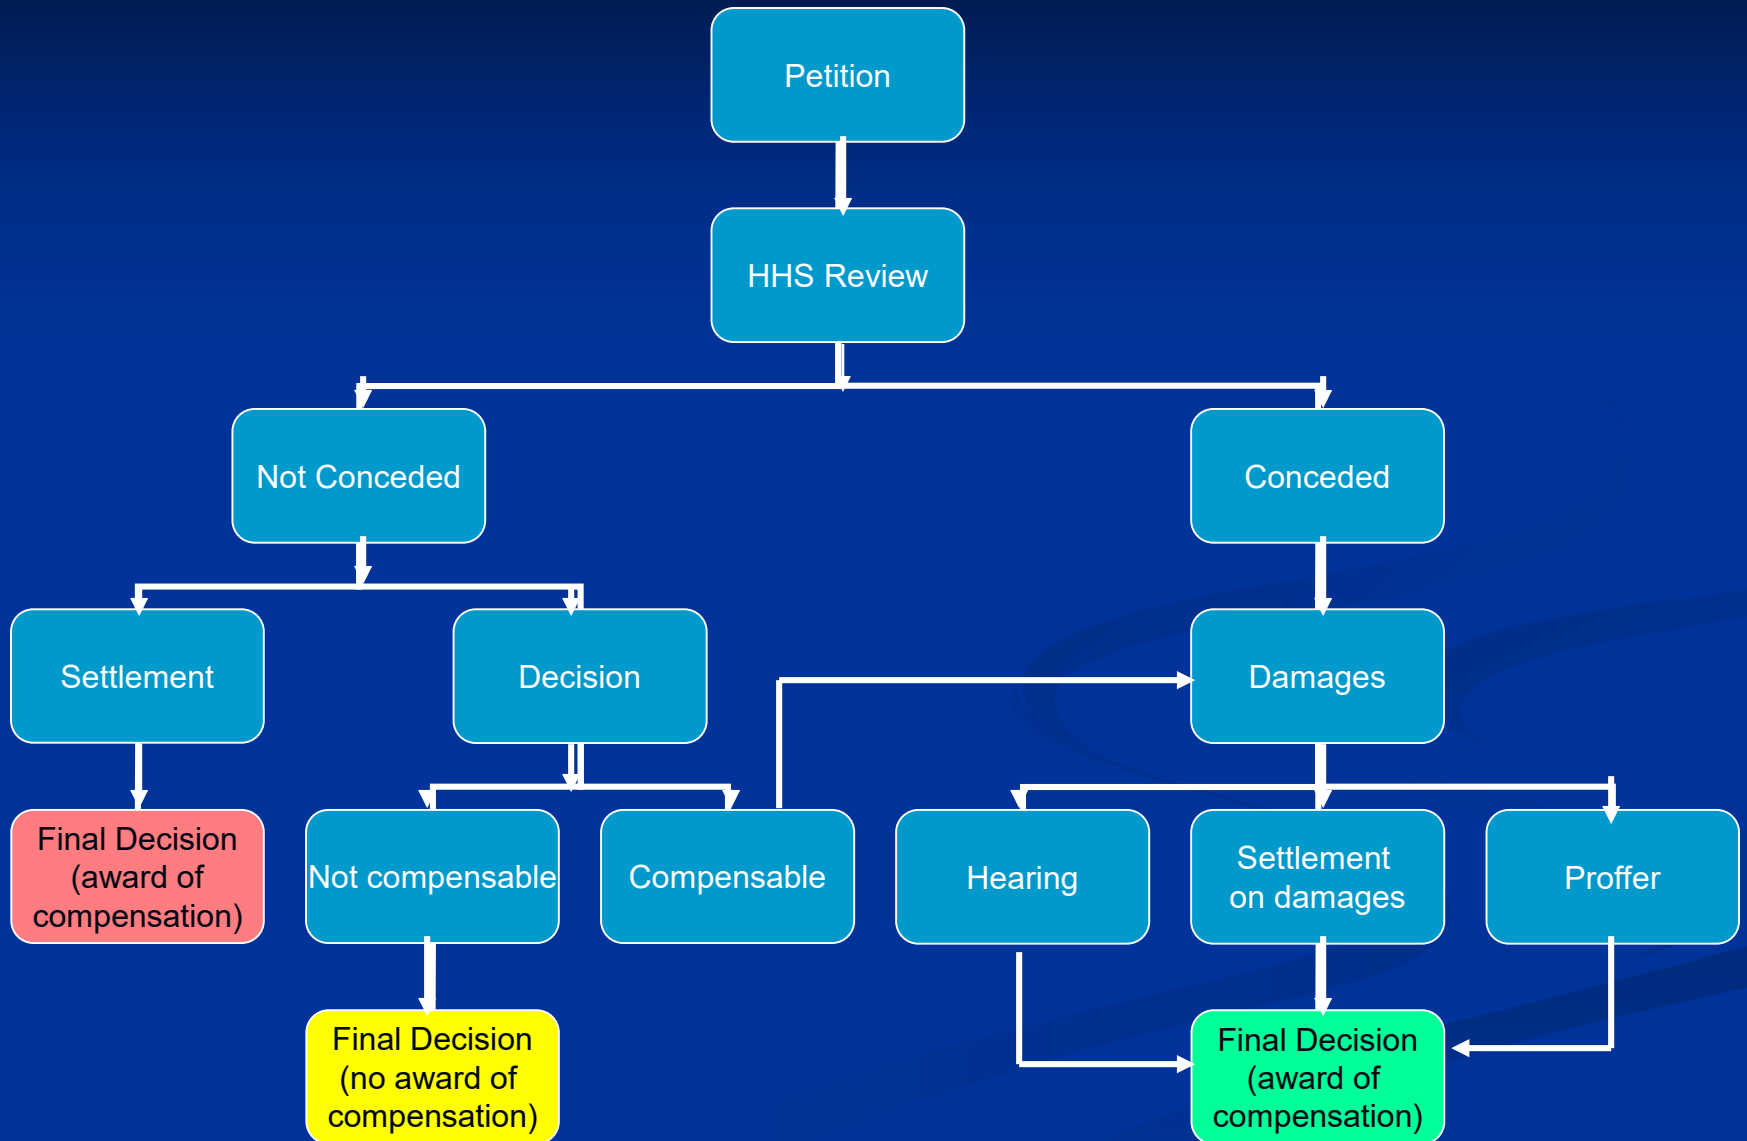 Petition
HHS Review
Not Conceded
Conceded
Settlement
Decision
Damages
Final Decision
(award of
compensation)
Not compensable
Compensable
Hearing
Settlement
on damages
Proffer
Final Decision
(no award of
compensation)
Final Decision
(award of
compensation)